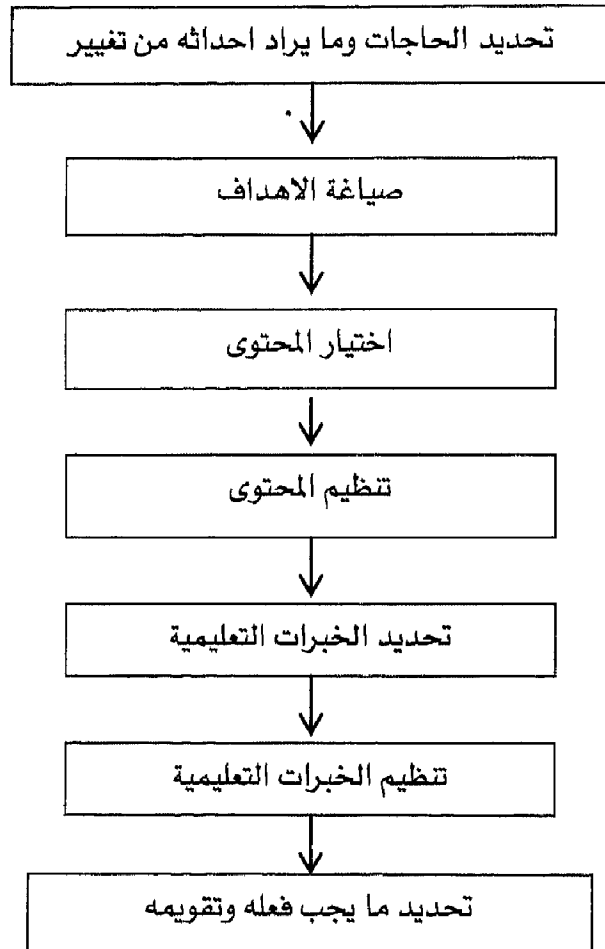 تحديد الحاجات وما يراد احداثه من تغيير
صياغة الاهداف
اختيار المحتوى
تنظيم المحتوى
تحديد الخبرات التعليمية
تنظيم الخبرات التعليمية
تحديد ما يجب فعله وتقويمه